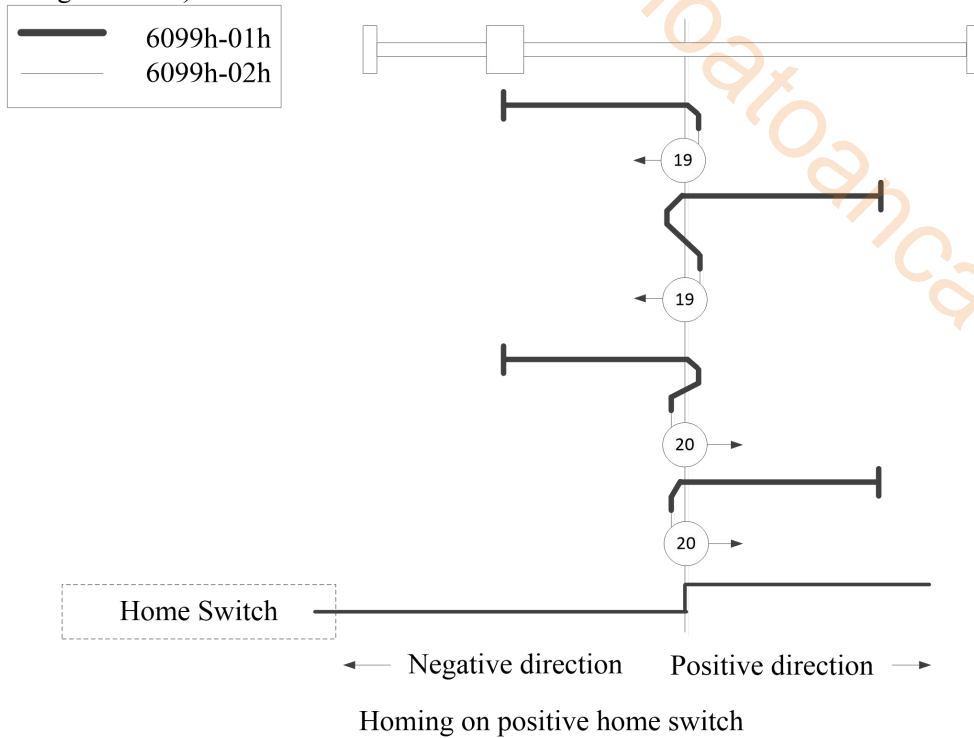 6099h-01h
6099h-02h
19
19
20
20
Home Switch
Negative direction
Positive direction
Homing on positive home switch